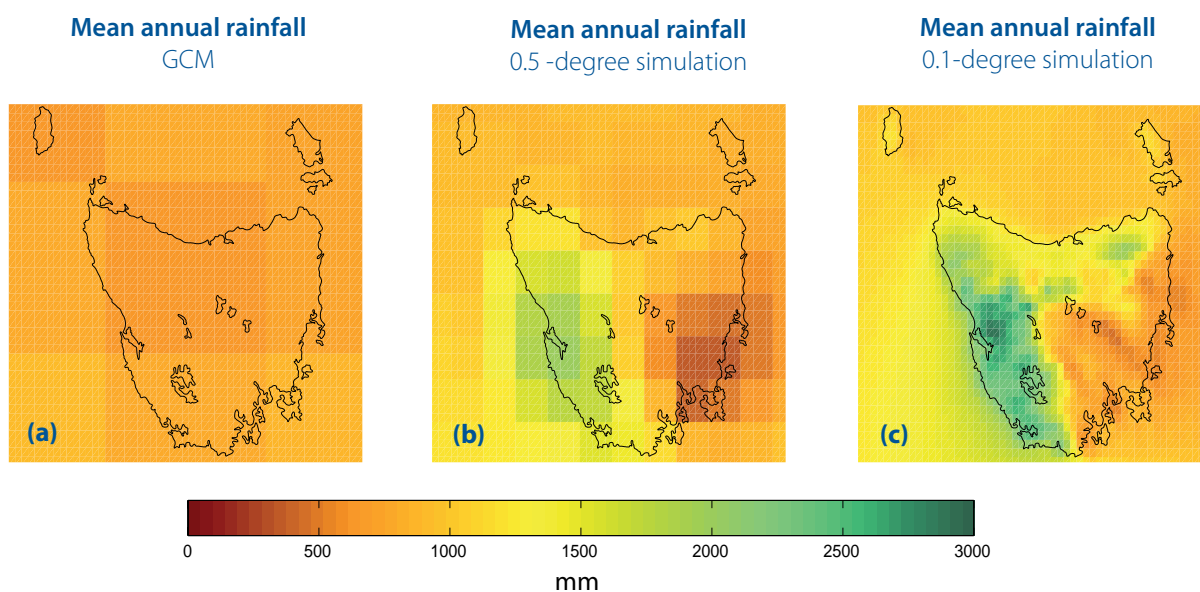 Mean annual rainfall
GCM
Mean annual rainfall
0.5 -degree simulation
Mean annual rainfall
0.1-degree simulation
(a)
(b)
(c)
0 500 1000 1500 2000 2500 3000
mm